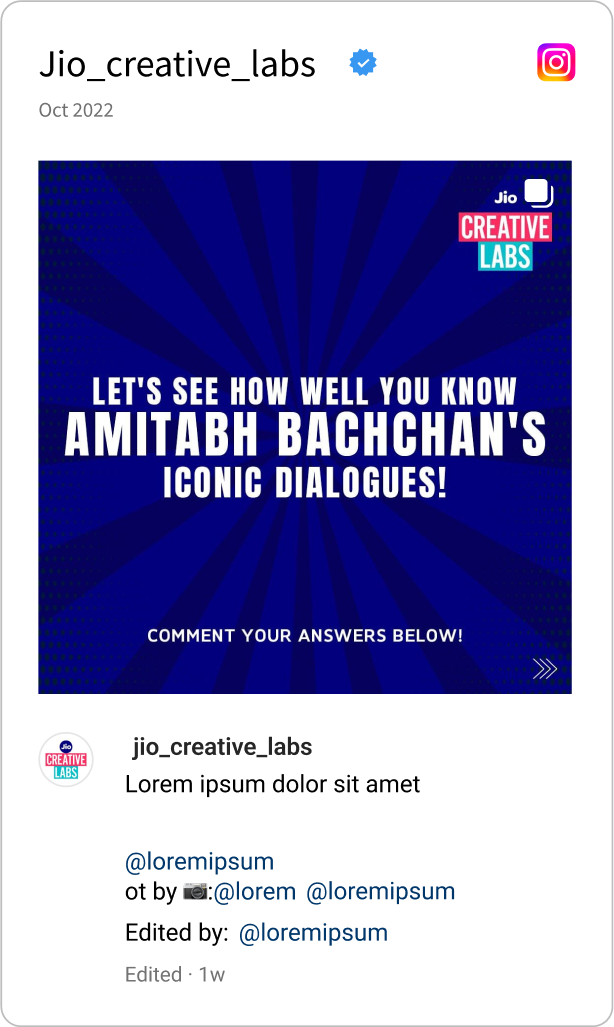 Jio_creative_labs
Oct 2022
Jio
CREATIVE
LABS
LET'S SEE HOW WELL YOU KNOW
AMITABH BACHCHAN'S
ICONIC DIALOGUES!
COMMENT YOUR ANSWERS BELOW!
Jio
CREATIVE
LABS
jio_creative_labs
Lorem ipsum dolor sit amet
@loremipsum
ot by 📷:@lorem @loremipsum
Edited by: @loremipsum
Edited · 1w